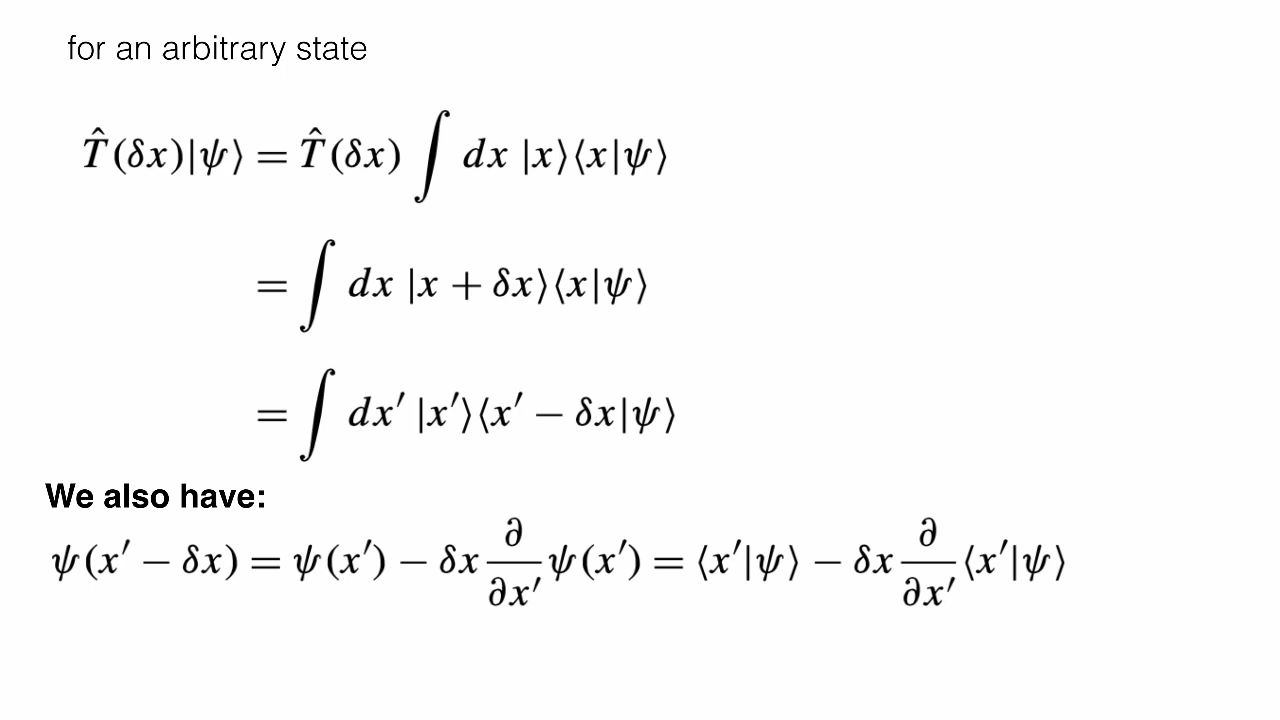 for an arbitrary state
T̂(δx)|ψ⟩ = T̂(δx) ∫ dx |x⟩⟨x|ψ⟩
= ∫ dx |x + δx⟩⟨x|ψ⟩
= ∫ dx′ |x′⟩⟨x′ − δx|ψ⟩
We also have:
ψ(x′ − δx) = ψ(x′) − δx ∂/∂x′ ψ(x′) = ⟨x′|ψ⟩ − δx ∂/∂x′ ⟨x′|ψ⟩